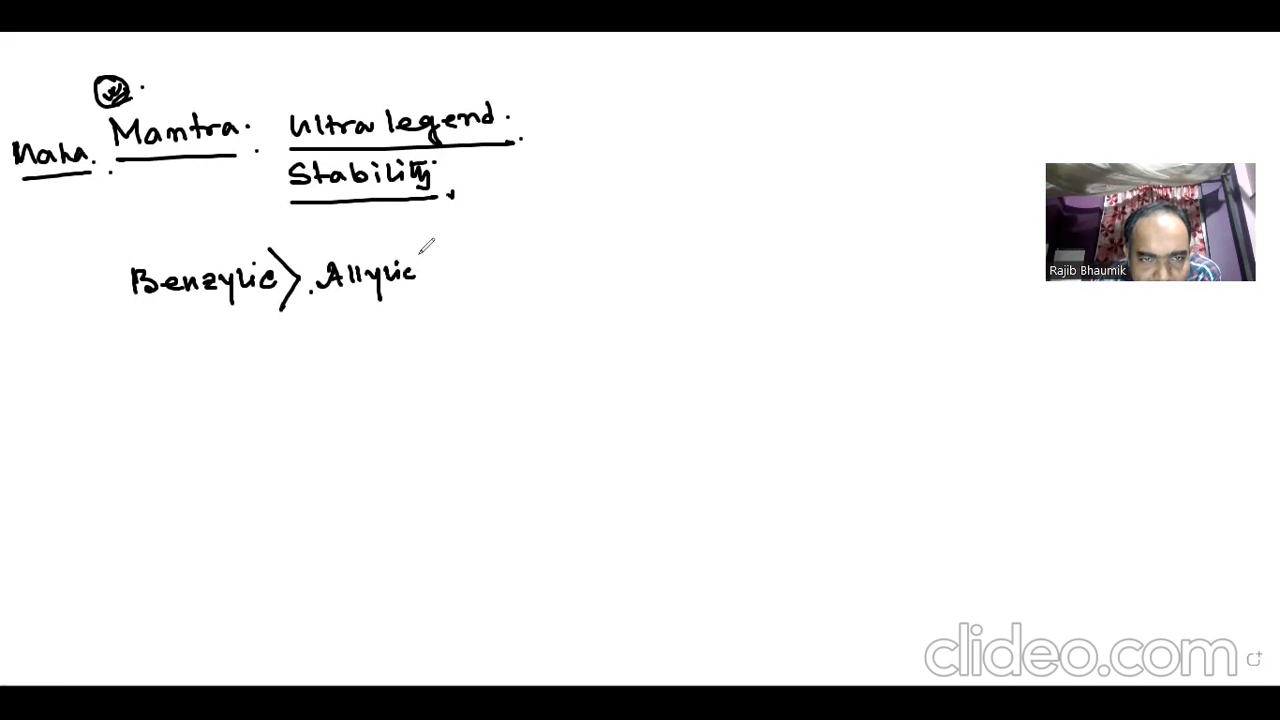 Maha. Mantra. Ultra legend.
Stability
Benzylic > Allylic
Rajib Bhaumik
clideo.com